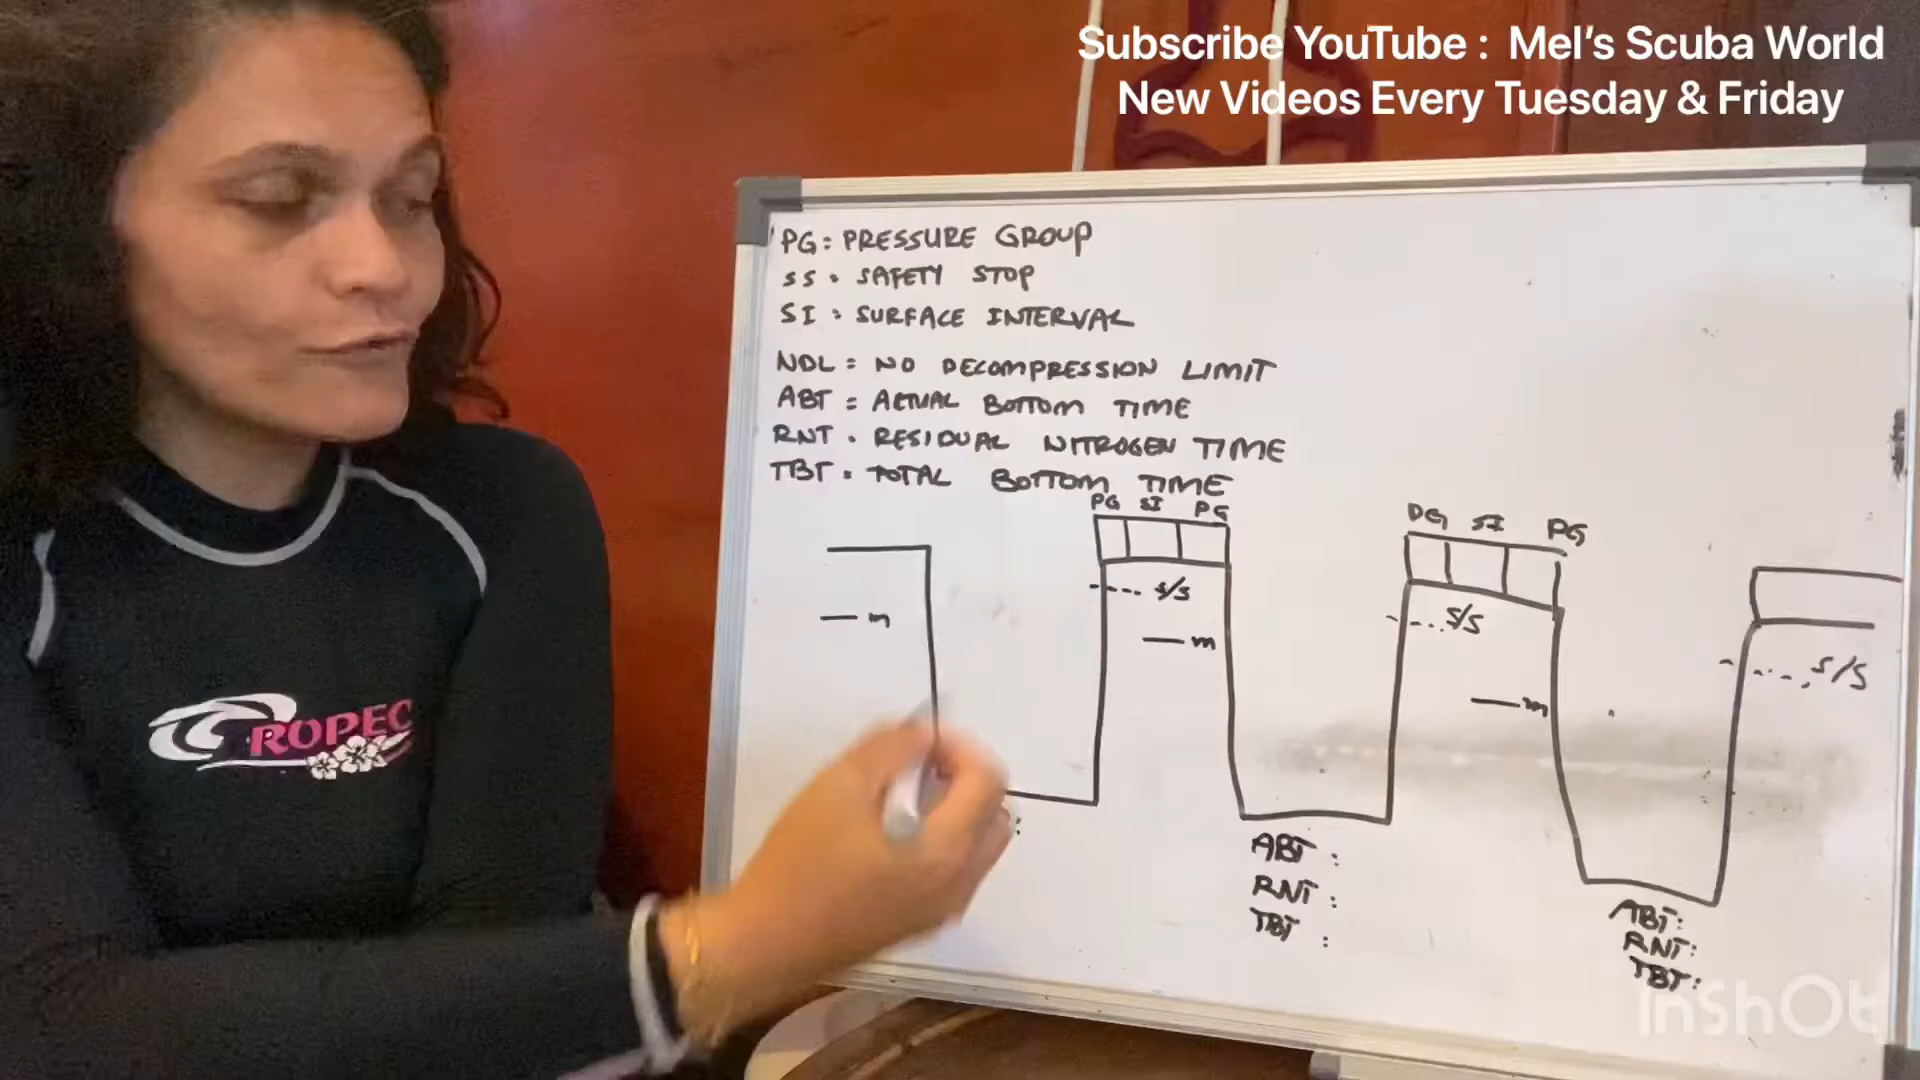 Subscribe YouTube : Mel’s Scuba World
New Videos Every Tuesday & Friday
PG: PRESSURE GROUP
SS = SAFETY STOP
SI = SURFACE INTERVAL
NDL = NO DECOMPRESSION LIMIT
ABT = ACTUAL BOTTOM TIME
RNT = RESIDUAL NITROGEN TIME
TBT = TOTAL BOTTOM TIME
PG SI PG
PG SI PG
m
S/S
m
S/S
m
S/S
ABT :
RNT :
TBT :
ABT:
RNT:
TBT:
ROPEC
InShOt